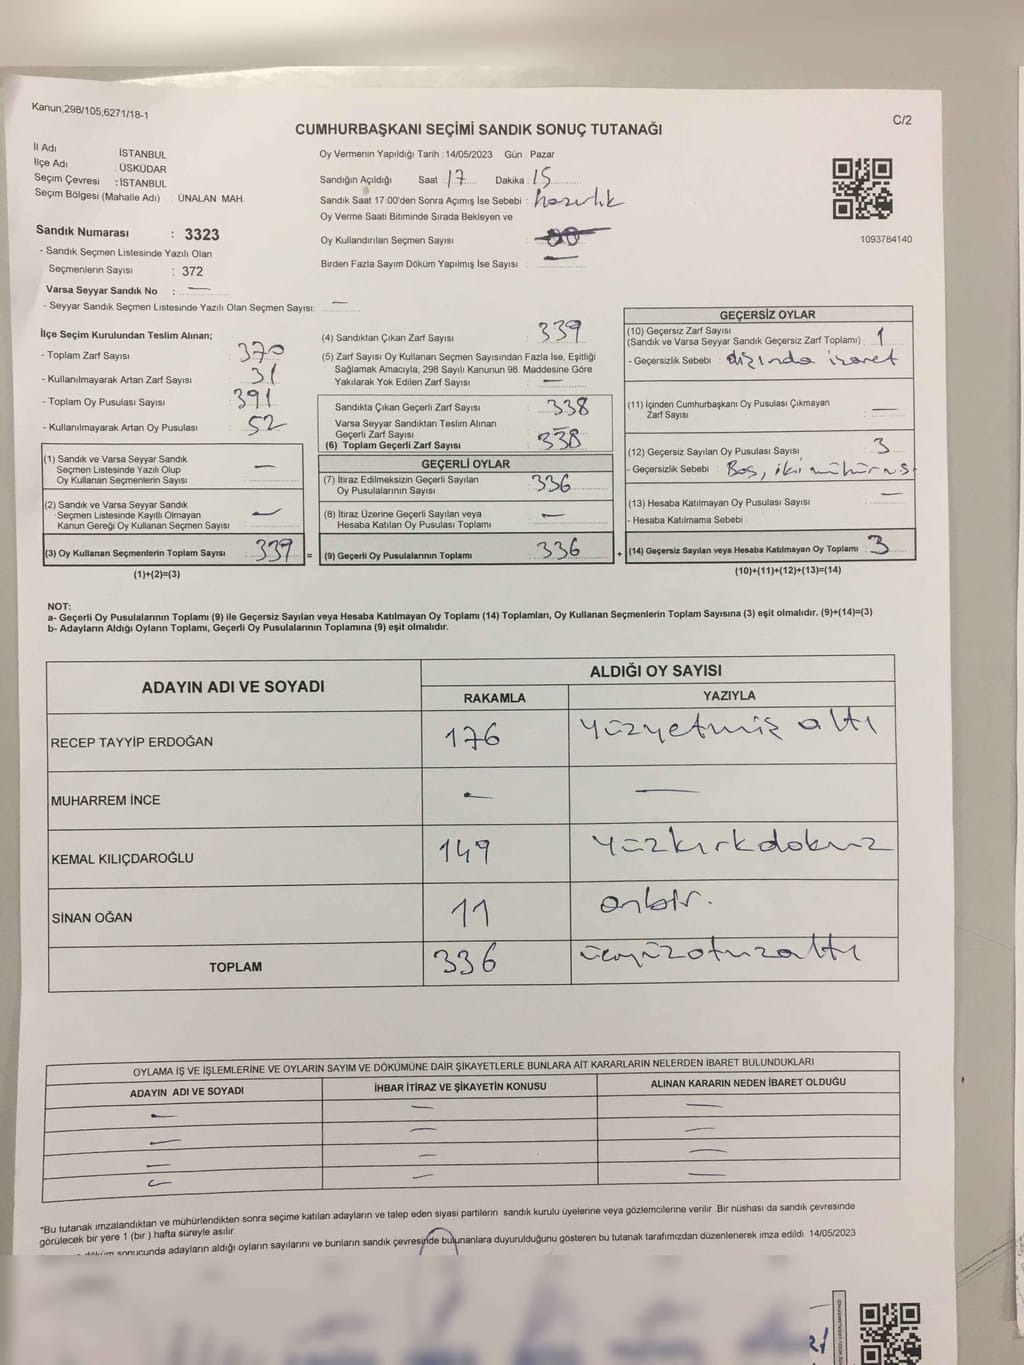 Kanun;298/105;6271/18-1
C/2
CUMHURBAŞKANI SEÇİMİ SANDIK SONUÇ TUTANAĞI
İl Adı İSTANBUL
İlçe Adı : ÜSKÜDAR
Seçim Çevresi : İSTANBUL
Seçim Bölgesi (Mahalle Adı) : ÜNALAN MAH.
Sandık Numarası : 3323
- Sandık Seçmen Listesinde Yazılı Olan
Seçmenlerin Sayısı : 372
Varsa Seyyar Sandık No : —
- Seyyar Sandık Seçmen Listesinde Yazılı Olan Seçmen Sayısı: —
Oy Vermenin Yapıldığı Tarih :14/05/2023 Gün : Pazar
Sandığın Açıldığı Saat : 17 Dakika : 15
Sandık Saat 17:00'den Sonra Açımış İse Sebebi : hazırlık
Oy Verme Saati Bitiminde Sırada Bekleyen ve
Oy Kullandırılan Seçmen Sayısı :
Birden Fazla Sayım Döküm Yapılmış İse Sayısı : —
1093784140
İlçe Seçim Kurulundan Teslim Alınan;
- Toplam Zarf Sayısı 370
- Kullanılmayarak Artan Zarf Sayısı : 31
- Toplam Oy Pusulası Sayısı 391
- Kullanılmayarak Artan Oy Pusulası : 52
(1) Sandık ve Varsa Seyyar Sandık
Seçmen Listesinde Yazılı Olup
Oy Kullanan Seçmenlerin Sayısı : —
(2) Sandık ve Varsa Seyyar Sandık
Seçmen Listesinde Kayıtlı Olmayan
Kanun Gereği Oy Kullanan Seçmen Sayısı : —
(3) Oy Kullanan Seçmenlerin Toplam Sayısı : 339 =
(1)+(2)=(3)
(4) Sandıktan Çıkan Zarf Sayısı : 339
(5) Zarf Sayısı Oy Kullanan Seçmen Sayısından Fazla İse, Eşitliği
Sağlamak Amacıyla, 298 Sayılı Kanunun 98. Maddesine Göre
Yakılarak Yok Edilen Zarf Sayısı : —
Sandıkta Çıkan Geçerli Zarf Sayısı : 338
Varsa Seyyar Sandıktan Teslim Alınan
Geçerli Zarf Sayısı : —
(6) Toplam Geçerli Zarf Sayısı : 338
GEÇERLİ OYLAR
(7) İtiraz Edilmeksizin Geçerli Sayılan
Oy Pusulalarının Sayısı : 336
(8) İtiraz Üzerine Geçerli Sayılan veya
Hesaba Katılan Oy Pusulası Toplamı : —
(9) Geçerli Oy Pusulalarının Toplamı : 336 +
GEÇERSİZ OYLAR
(10) Geçersiz Zarf Sayısı
(Sandık ve Varsa Seyyar Sandık Geçersiz Zarf Toplamı) : 1
- Geçersizlik Sebebi : dışında işaret
(11) İçinden Cumhurbaşkanı Oy Pusulası Çıkmayan
Zarf Sayısı : —
(12) Geçersiz Sayılan Oy Pusulası Sayısı : 3
- Geçersizlik Sebebi : Boş, iki
(13) Hesaba Katılmayan Oy Pusulası Sayısı : —
- Hesaba Katılmama Sebebi :
(14) Geçersiz Sayılan veya Hesaba Katılmayan Oy Toplamı : 3
(10)+(11)+(12)+(13)=(14)
NOT:
a- Geçerli Oy Pusulalarının Toplamı (9) ile Geçersiz Sayılan veya Hesaba Katılmayan Oy Toplamı (14) Toplamları, Oy Kullanan Seçmenlerin Toplam Sayısına (3) eşit olmalıdır. (9)+(14)=(3)
b- Adayların Aldığı Oyların Toplamı, Geçerli Oy Pusulalarının Toplamına (9) eşit olmalıdır.
ADAYIN ADI VE SOYADI ALDIĞI OY SAYISI
RAKAMLA YAZIYLA
RECEP TAYYİP ERDOĞAN 176 yüzyetmiş altı
MUHARREM İNCE — —
KEMAL KILIÇDAROĞLU 149 yüzkırkdokuz
SİNAN OĞAN 11 onbir.
TOPLAM 336 üçyüzotuzaltı
OYLAMA İŞ VE İŞLEMLERİNE VE OYLARIN SAYIM VE DÖKÜMÜNE DAİR ŞİKAYETLERLE BUNLARA AİT KARARLARIN NELERDEN İBARET BULUNDUKLARI
ADAYIN ADI VE SOYADI İHBAR İTİRAZ VE ŞİKAYETİN KONUSU ALINAN KARARIN NEDEN İBARET OLDUĞU
— — —
— — —
— — —
— — —
*Bu tutanak imzalandıktan ve mühürlendikten sonra seçime katılan adayların ve talep eden siyasi partilerin sandık kurulu üyelerine veya gözlemcilerine verilir .Bir nüshası da sandık çevresinde
görülecek bir yere 1 (bir ) hafta süreyle asılır.
sonucunda adayların aldığı oyların sayılarını ve bunların sandık çevresinde bulunanlara duyurulduğunu gösteren bu tutanak tarafımızdan düzenlenerek imza edildi. 14/05/2023